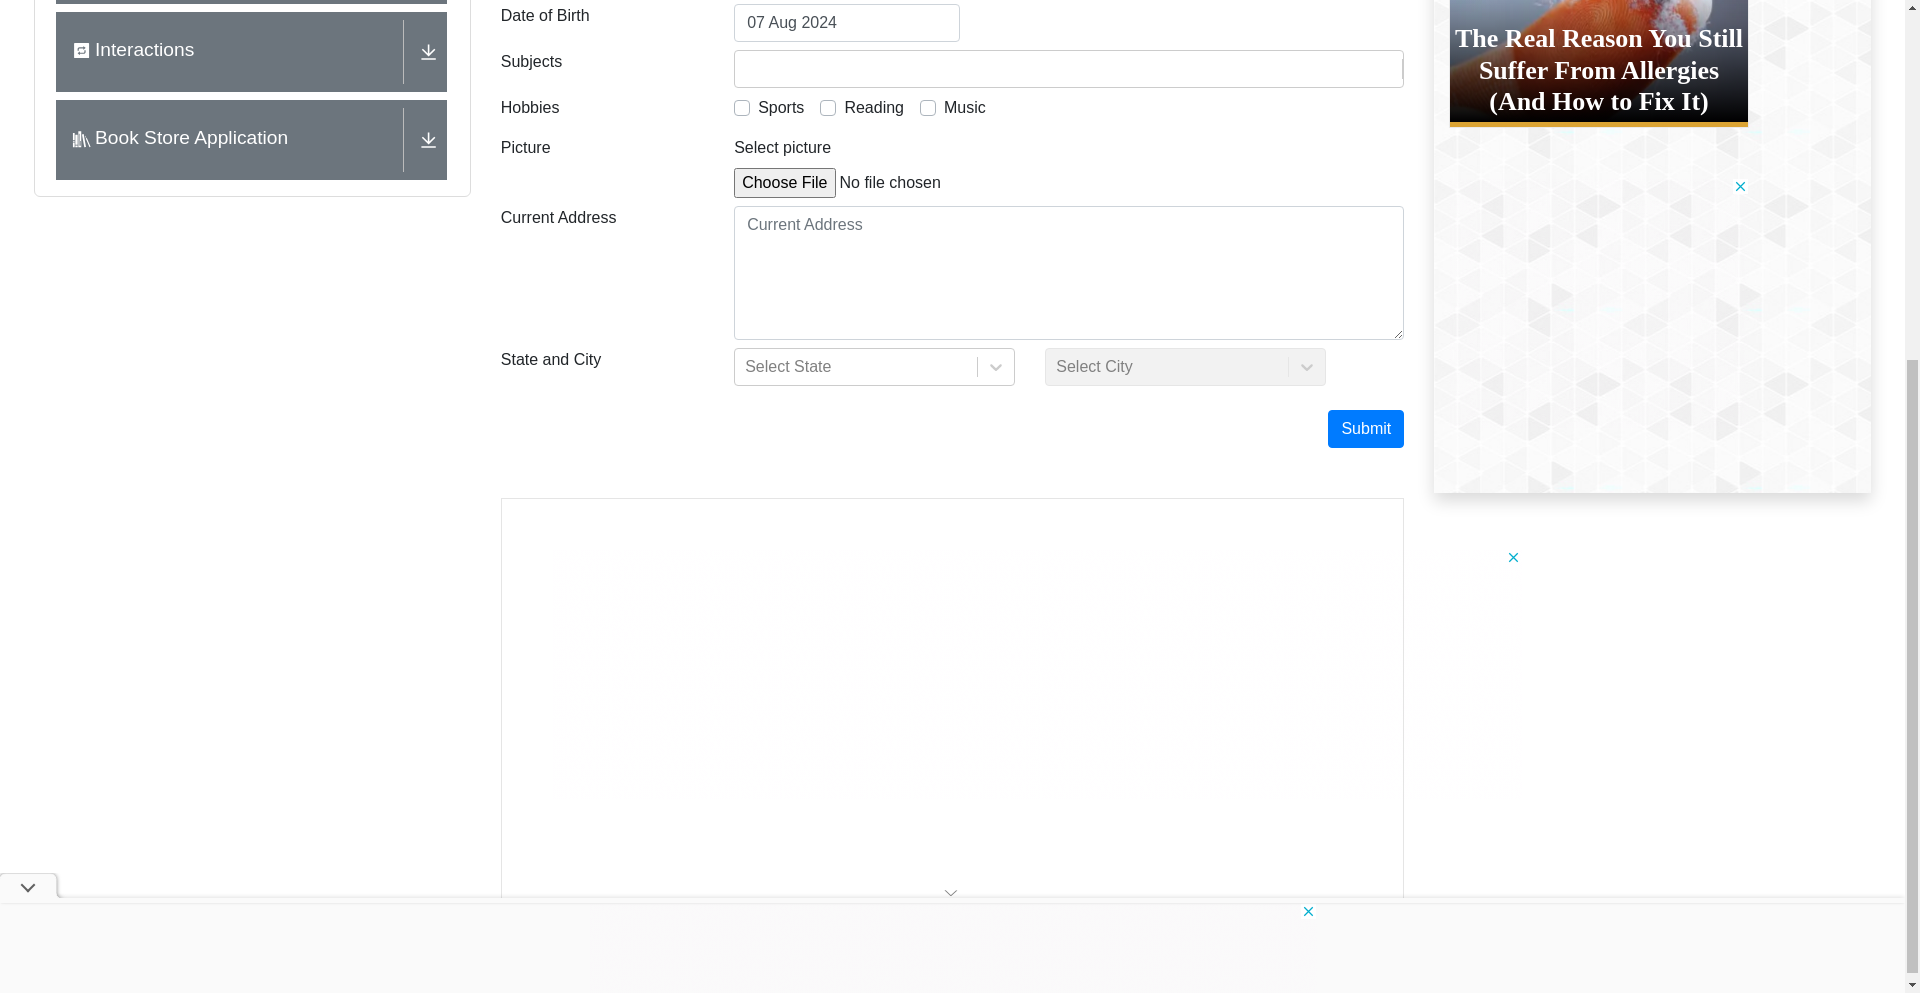 Interactions
Book Store Application
Date of Birth
07 Aug 2024
Subjects
Hobbies
Sports Reading Music
Picture
Select picture
Choose File No file chosen
Current Address
Current Address
State and City
Select State
Select City
Submit
The Real Reason You Still
Suffer From Allergies
(And How to Fix It)